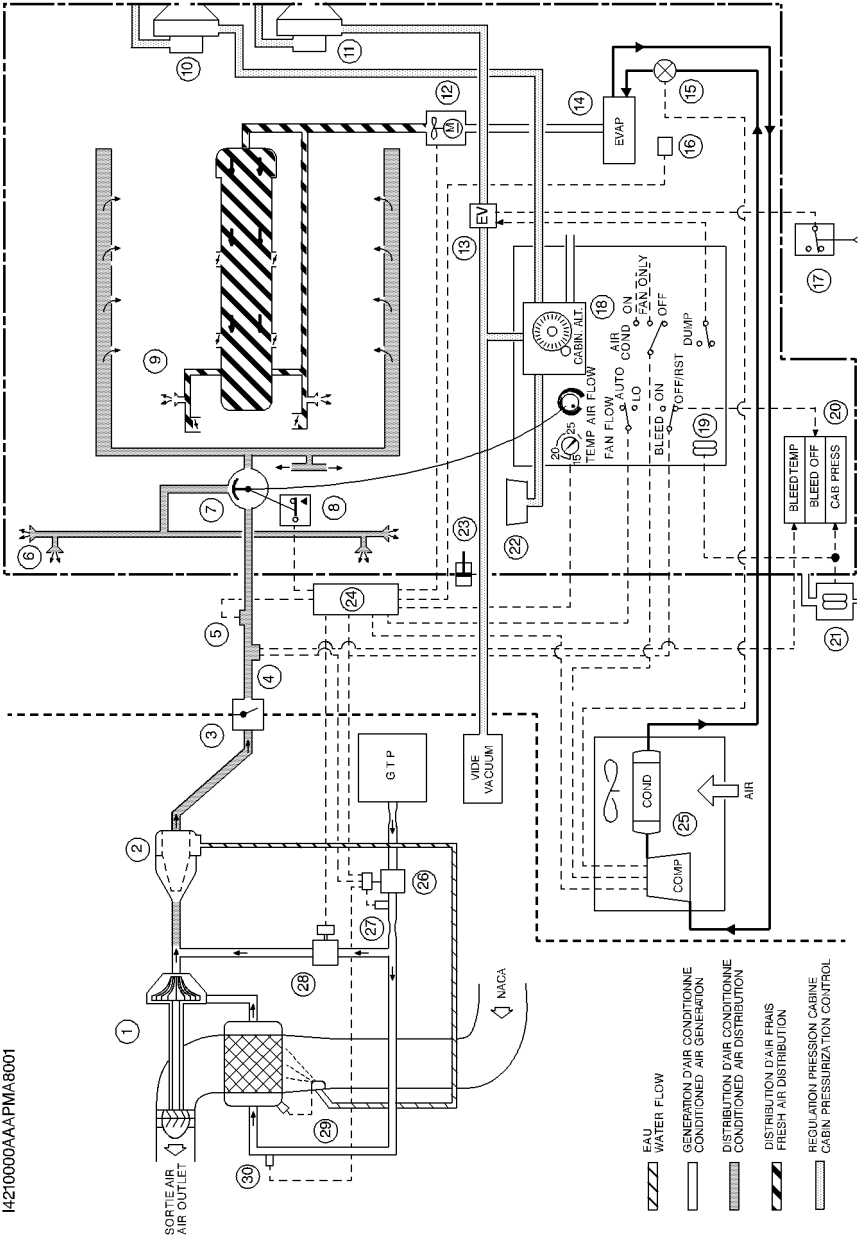 I4210000AAAPMA8001
SORTIE AIR
AIR OUTLET
1
2
3
4
5
6
7
8
9
10
11
12
M
13
EV
14
EVAP
15
16
17
18
CABIN. ALT.
TEMP
AIR FLOW
15
20
25
FAN FLOW
AUTO
LO
AIR
COND
ON
FAN ONLY
OFF
BLEED
ON
OFF/RST
DUMP
19
20
BLEED TEMP
BLEED OFF
CAB PRESS
21
22
23
24
VIDE
VACUUM
G T P
25
COND
COMP
AIR
26
27
28
29
30
NACA
EAU
WATER FLOW
GENERATION D'AIR CONDITIONNE
CONDITIONED AIR GENERATION
DISTRIBUTION D'AIR CONDITIONNE
CONDITIONED AIR DISTRIBUTION
DISTRIBUTION D'AIR FRAIS
FRESH AIR DISTRIBUTION
REGULATION PRESSION CABINE
CABIN PRESSURIZATION CONTROL